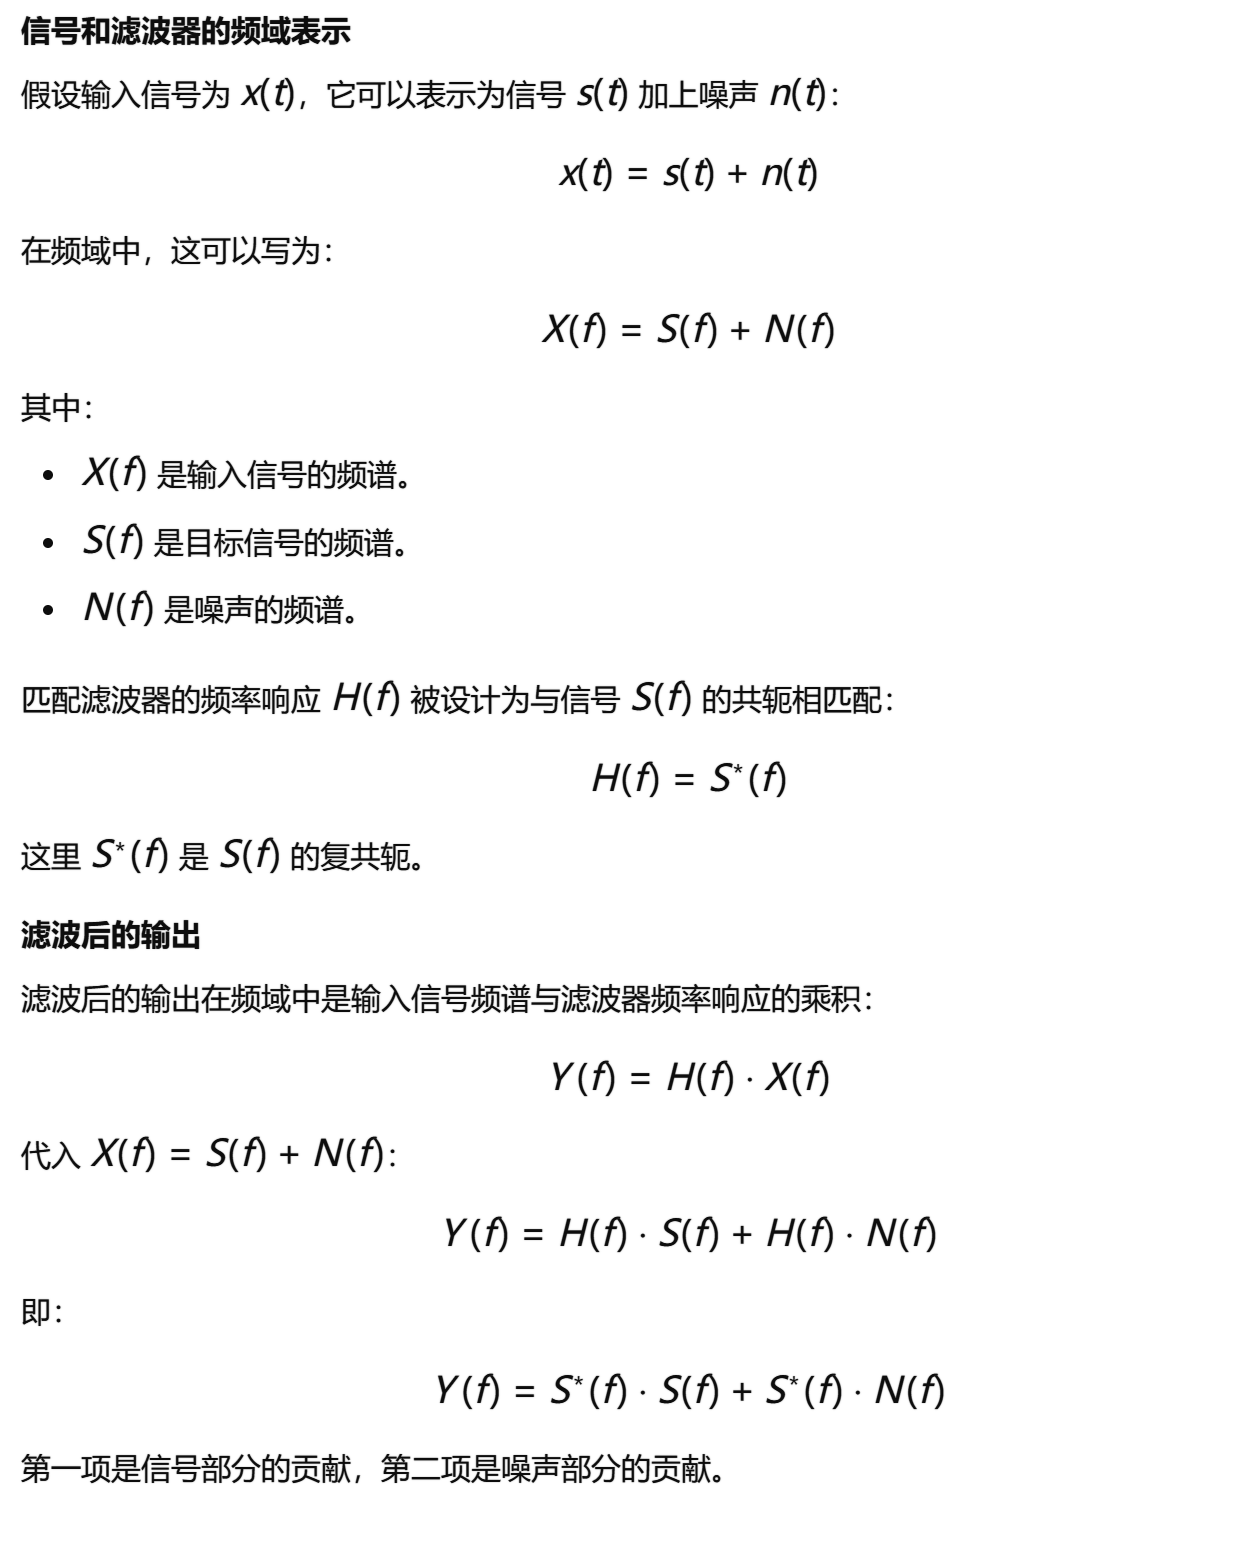 信号和滤波器的频域表示
假设输入信号为 x(t)，它可以表示为信号 s(t) 加上噪声 n(t)：
x(t) = s(t) + n(t)
在频域中，这可以写为：
X(f) = S(f) + N(f)
其中：
• X(f) 是输入信号的频谱。
• S(f) 是目标信号的频谱。
• N(f) 是噪声的频谱。
匹配滤波器的频率响应 H(f) 被设计为与信号 S(f) 的共轭相匹配：
H(f) = S*(f)
这里 S*(f) 是 S(f) 的复共轭。
滤波后的输出
滤波后的输出在频域中是输入信号频谱与滤波器频率响应的乘积：
Y(f) = H(f) · X(f)
代入 X(f) = S(f) + N(f)：
Y(f) = H(f) · S(f) + H(f) · N(f)
即：
Y(f) = S*(f) · S(f) + S*(f) · N(f)
第一项是信号部分的贡献，第二项是噪声部分的贡献。